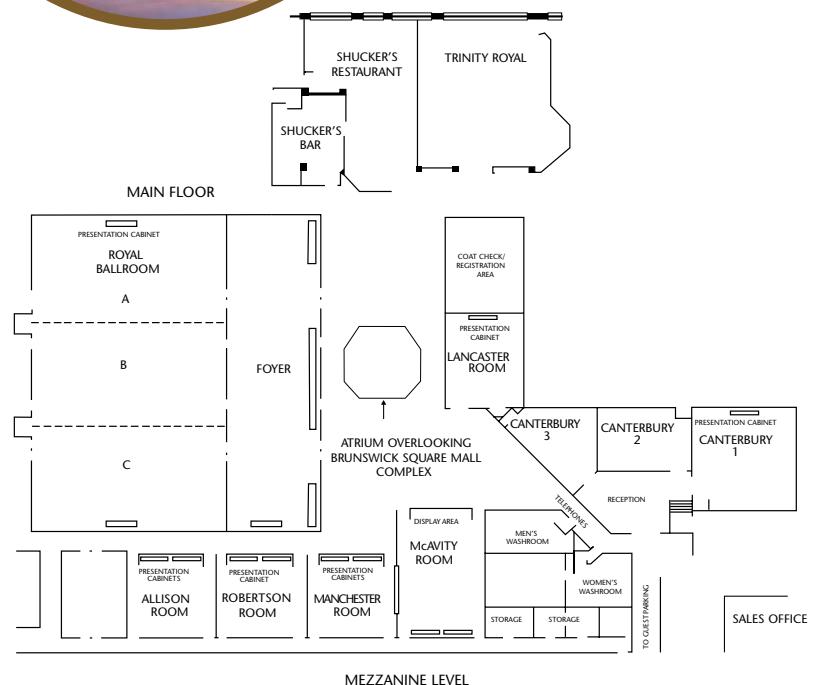 SHUCKER'S
RESTAURANT
TRINITY ROYAL
SHUCKER'S
BAR
MAIN FLOOR
PRESENTATION CABINET
ROYAL
BALLROOM
A
B
C
FOYER
COAT CHECK/
REGISTRATION
AREA
PRESENTATION
CABINET
LANCASTER
ROOM
ATRIUM OVERLOOKING
BRUNSWICK SQUARE MALL
COMPLEX
CANTERBURY
3
CANTERBURY
2
PRESENTATION CABINET
CANTERBURY
1
TELEPHONES
RECEPTION
DISPLAY AREA
McAVITY
ROOM
MEN'S
WASHROOM
WOMEN'S
WASHROOM
STORAGE
STORAGE
PRESENTATION
CABINETS
ALLISON
ROOM
PRESENTATION
CABINET
ROBERTSON
ROOM
PRESENTATION
CABINETS
MANCHESTER
ROOM
TO GUEST PARKING
SALES OFFICE
MEZZANINE LEVEL